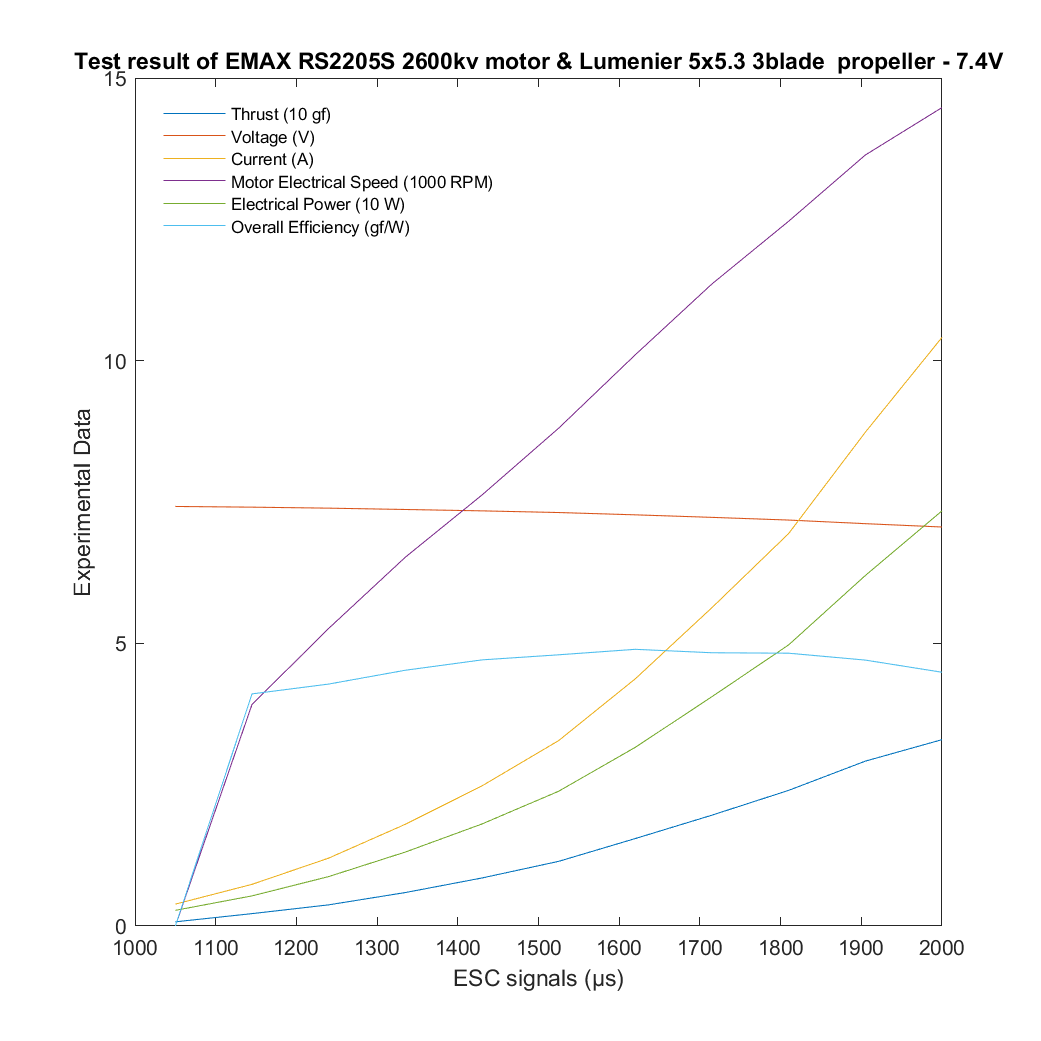 Test result of EMAX RS2205S 2600kv motor & Lumenier 5x5.3 3blade  propeller - 7.4V
15
Thrust (10 gf)
Voltage (V)
Current (A)
Motor Electrical Speed (1000 RPM)
Electrical Power (10 W)
Overall Efficiency (gf/W)
10
Experimental Data
5
0
1000 1100 1200 1300 1400 1500 1600 1700 1800 1900 2000
ESC signals (μs)